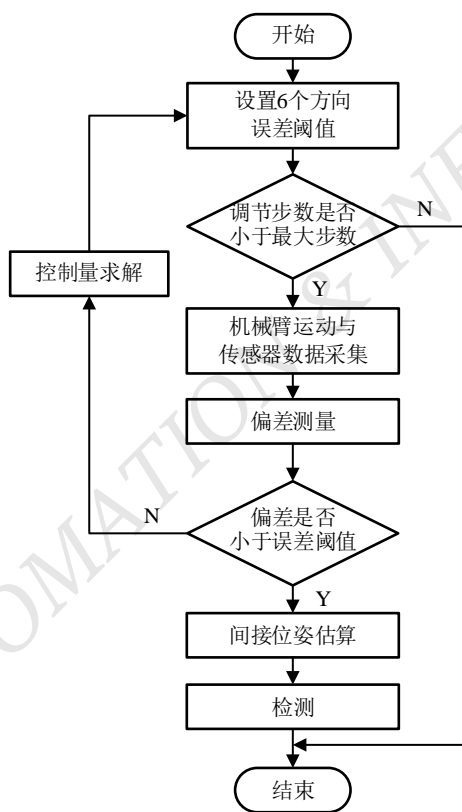 开始
设置6个方向
误差阈值
调节步数是否
小于最大步数
N
Y
控制量求解
机械臂运动与
传感器数据采集
偏差测量
偏差是否
小于误差阈值
N
Y
间接位姿估算
检测
结束
OMATION & INF